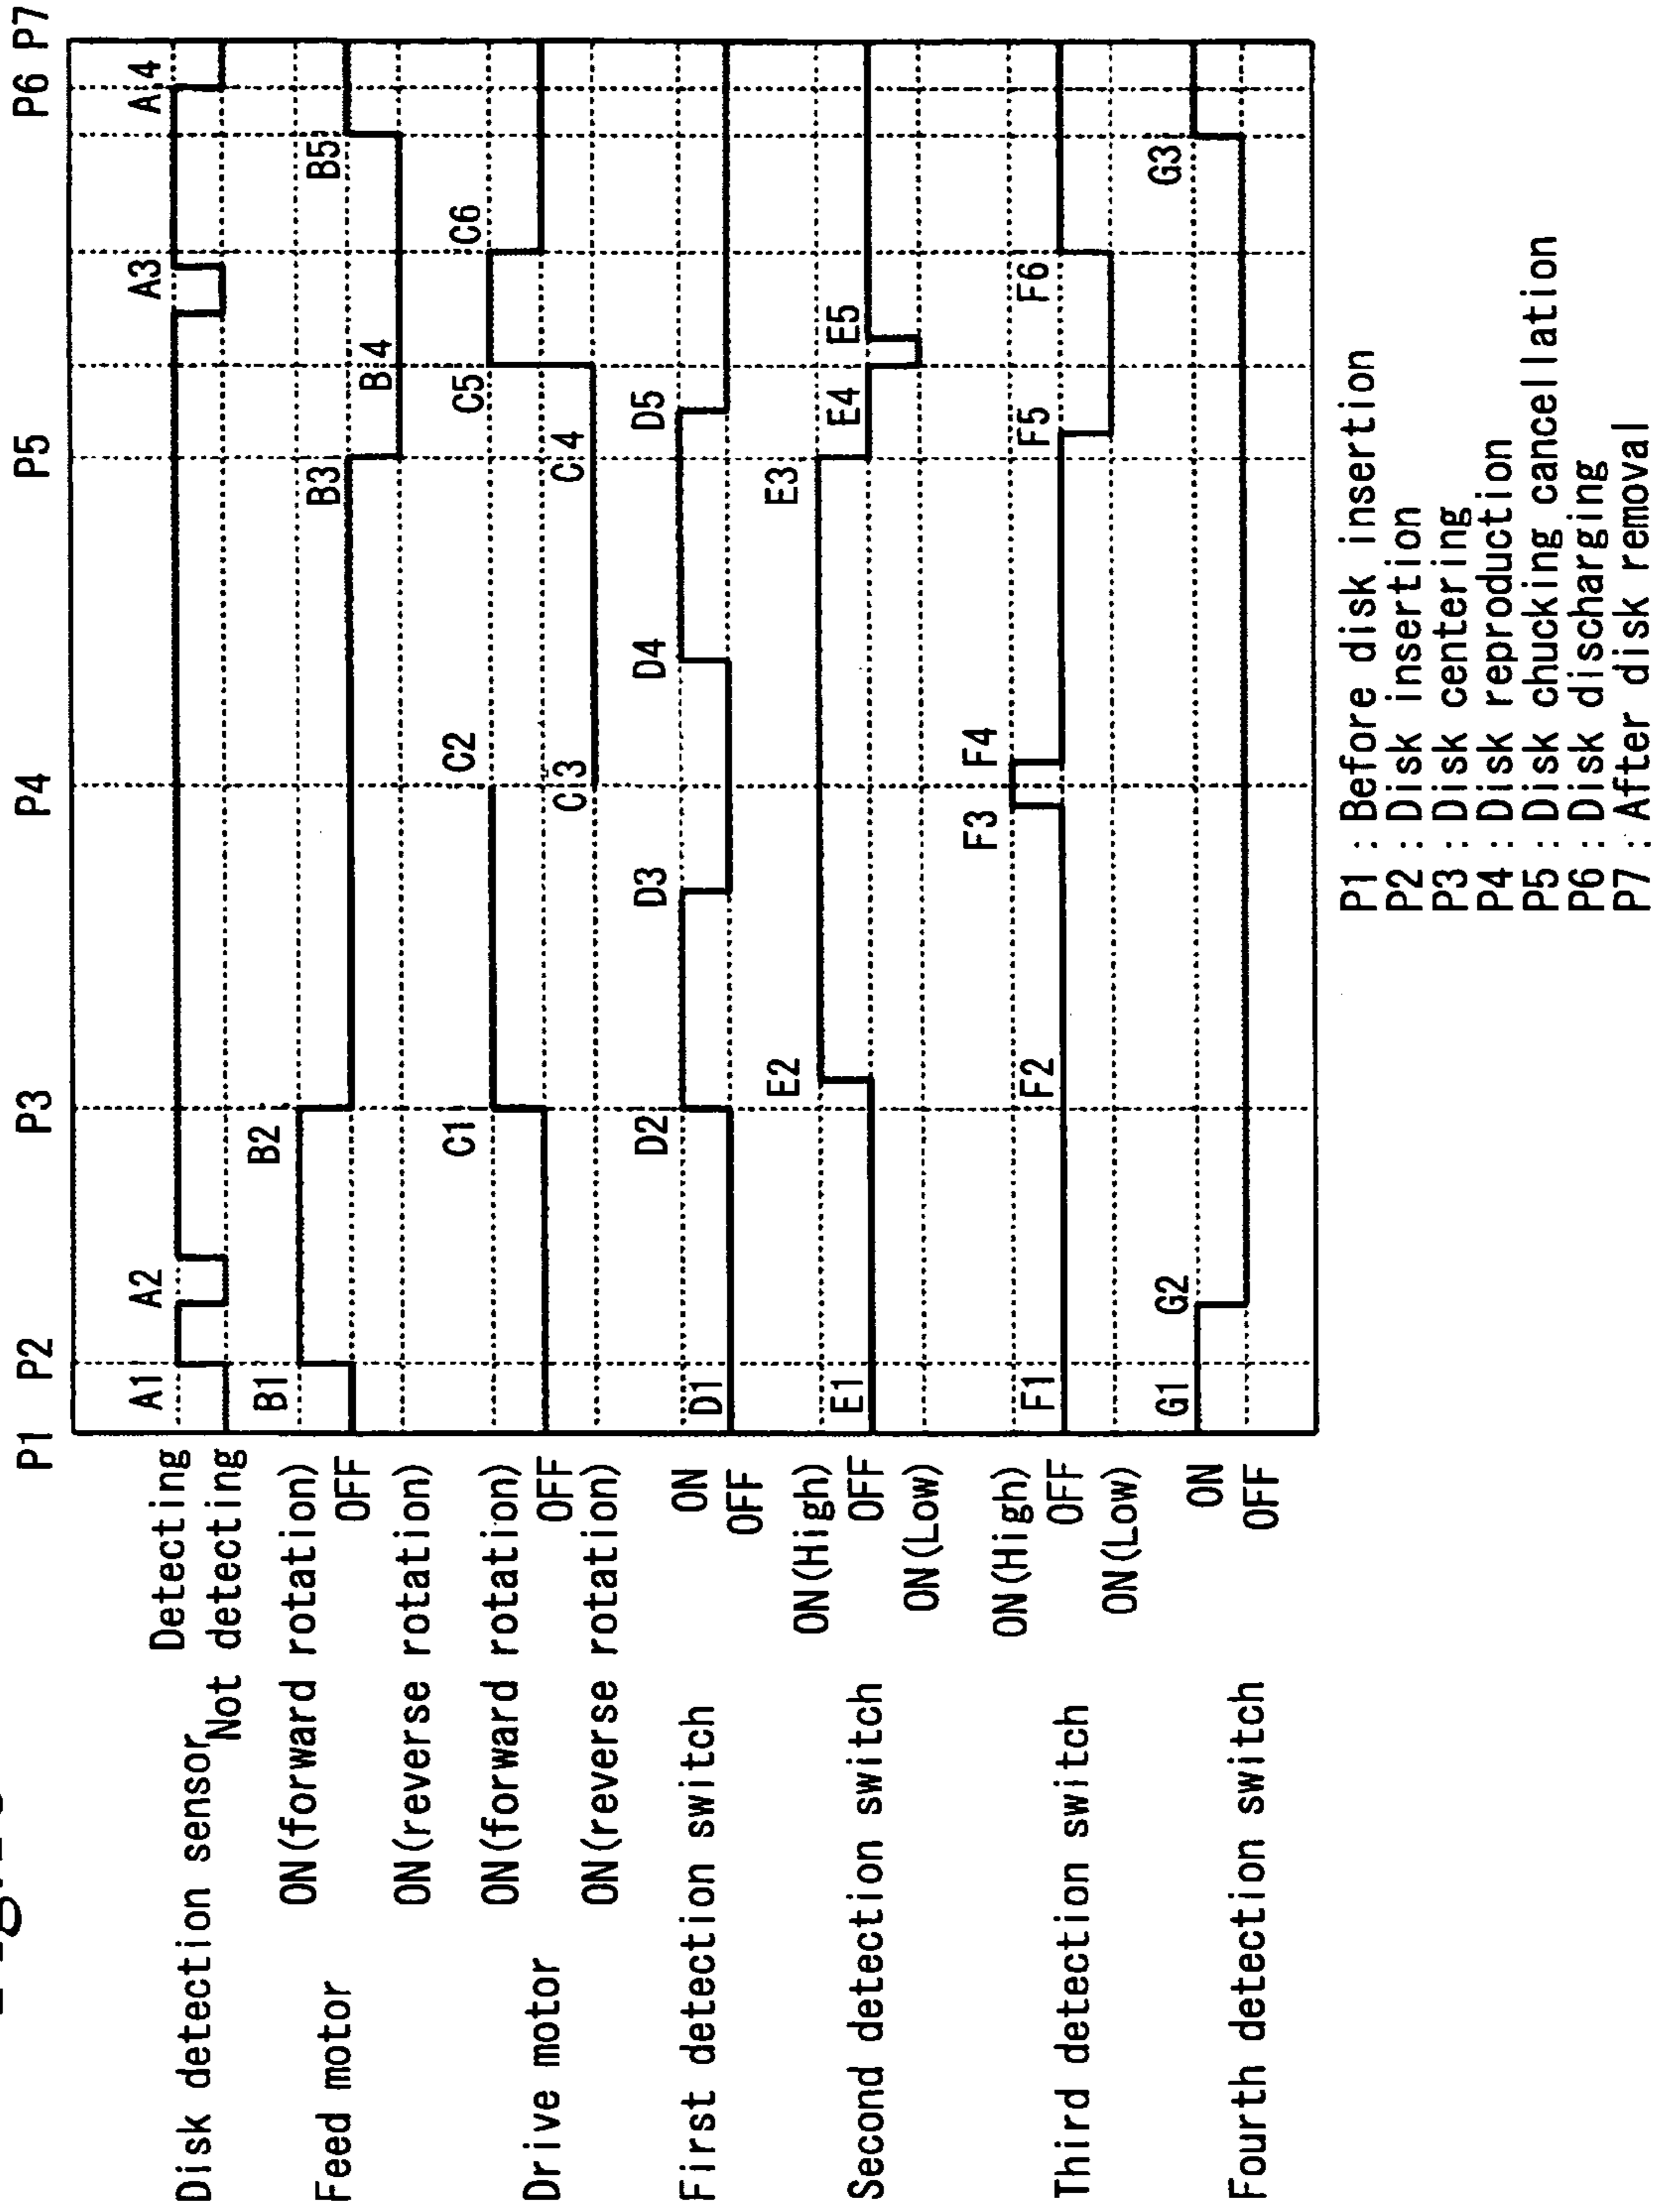 P1 P2 P3 P4 P5 P6 P7
Disk detection sensor
Detecting
Not detecting
A1 A2 A3 A4
Feed motor
ON(forward rotation)
OFF
ON(reverse rotation)
B1 B2 B3 B4 B5
Drive motor
ON(forward rotation)
OFF
ON(reverse rotation)
C1 C2 C3 C4 C5 C6
First detection switch
ON
OFF
D1 D2 D3 D4 D5
Second detection switch
ON(High)
OFF
ON(Low)
E1 E2 E3 E4 E5
Third detection switch
ON(High)
OFF
ON(Low)
F1 F2 F3 F4 F5 F6
Fourth detection switch
ON
OFF
G1 G2 G3
P1:Before disk insertion
P2:Disk insertion
P3:Disk centering
P4:Disk reproduction
P5:Disk chucking cancellation
P6:Disk discharging
P7:After disk removal